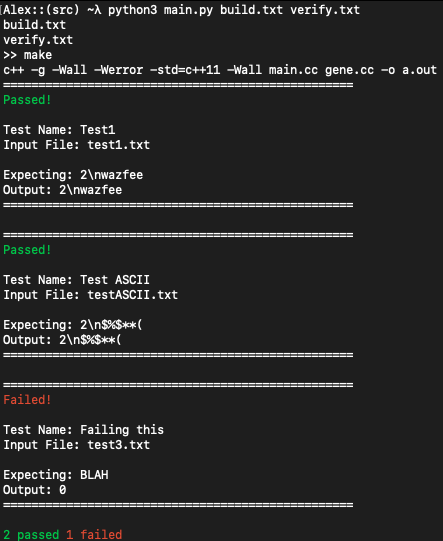 [Alex::(src) ~λ python3 main.py build.txt verify.txt
build.txt
verify.txt
>> make
c++ -g -Wall -Werror -std=c++11 -Wall main.cc gene.cc -o a.out
==================================================
Passed!
Test Name: Test1
Input File: test1.txt
Expecting: 2\nwazfee
Output: 2\nwazfee
==================================================
==================================================
Passed!
Test Name: Test ASCII
Input File: testASCII.txt
Expecting: 2\n$%$**(
Output: 2\n$%$**(
==================================================
==================================================
Failed!
Test Name: Failing this
Input File: test3.txt
Expecting: BLAH
Output: 0
==================================================
2 passed 1 failed